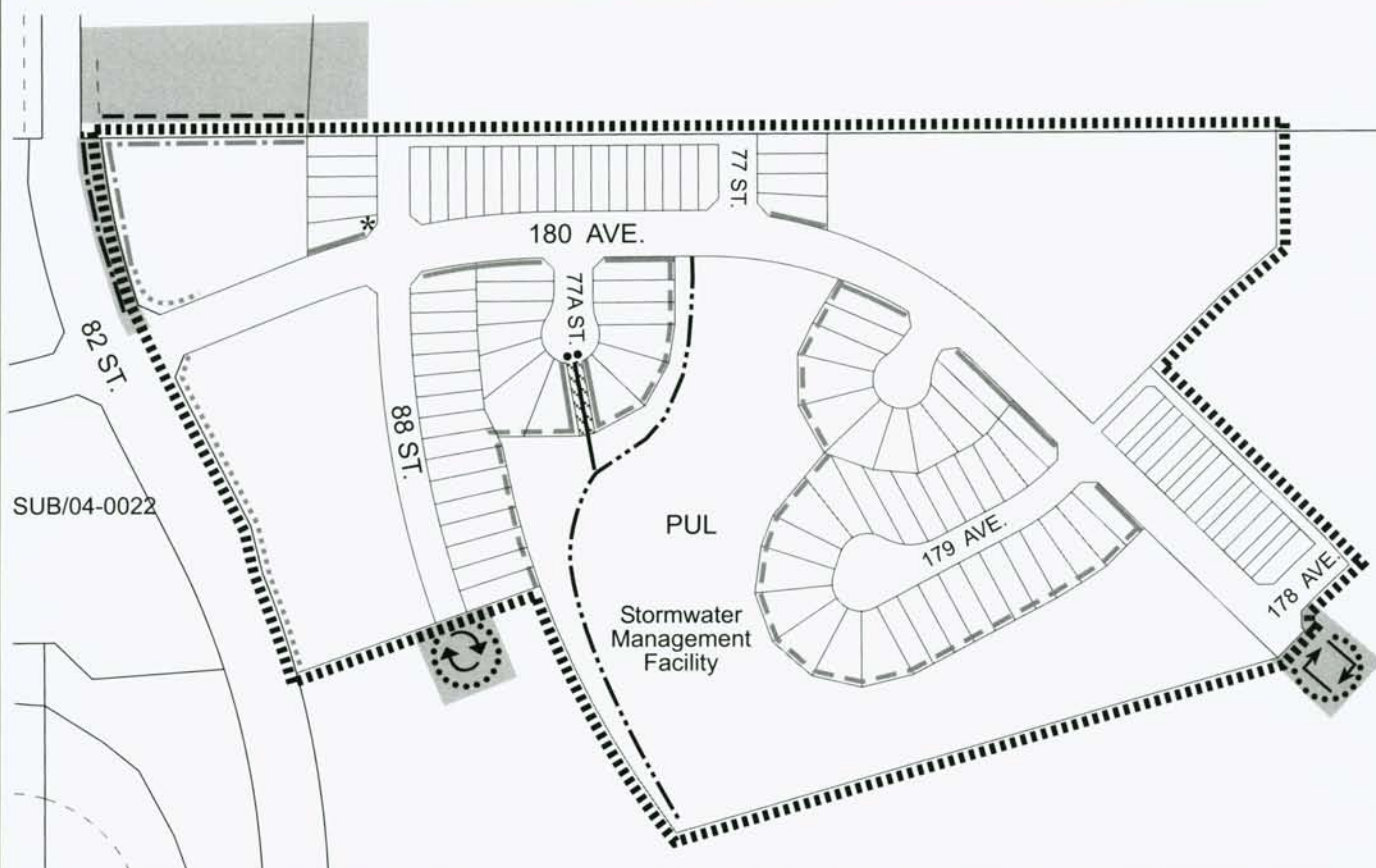 77 ST.
*
180 AVE.
77A ST.
82 ST.
88 ST.
SUB/04-0022
PUL
179 AVE.
178 AVE.
Stormwater
Management
Facility